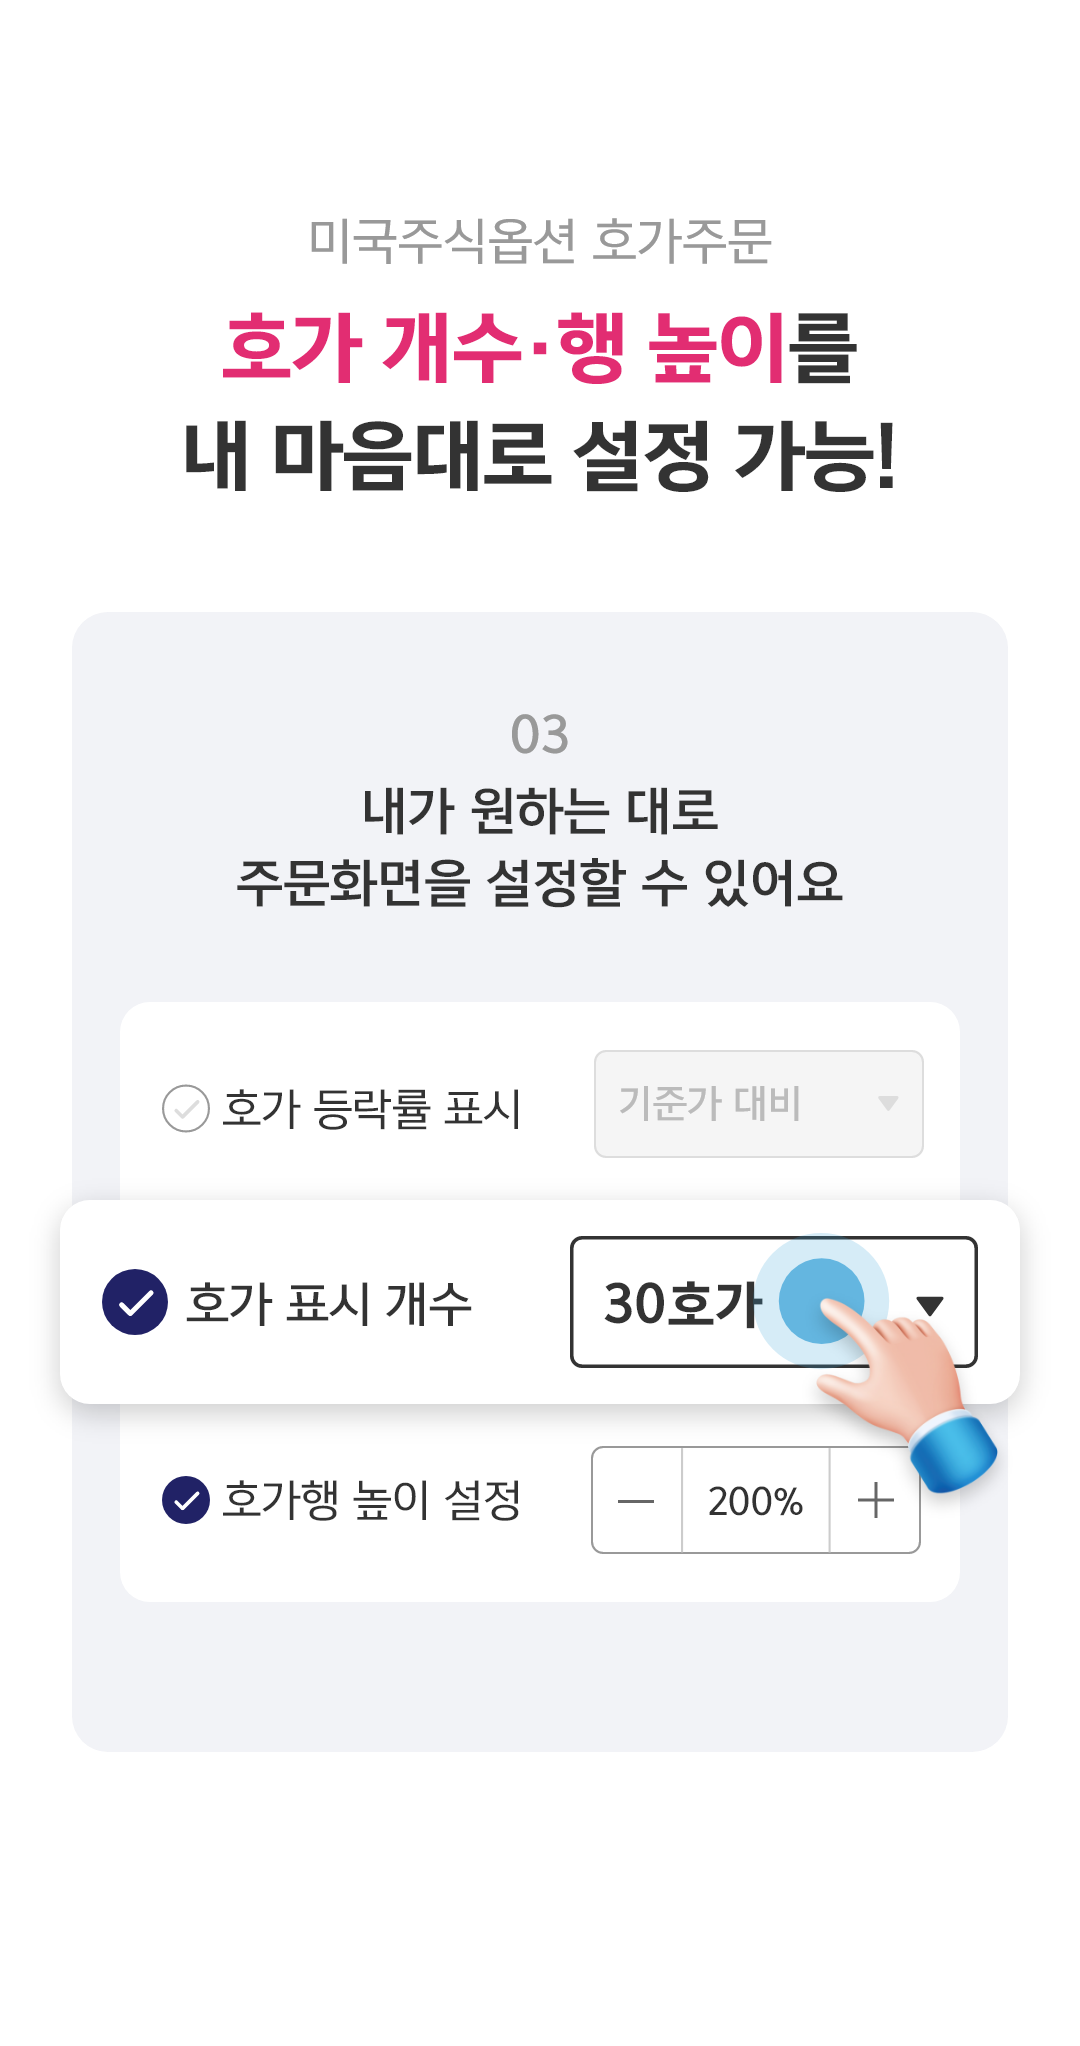 미국주식옵션 호가주문
호가 개수·행 높이를
내 마음대로 설정 가능!
03
내가 원하는 대로
주문화면을 설정할 수 있어요
호가 등락률 표시
기준가 대비
호가 표시 개수
30호가
호가행 높이 설정
200%